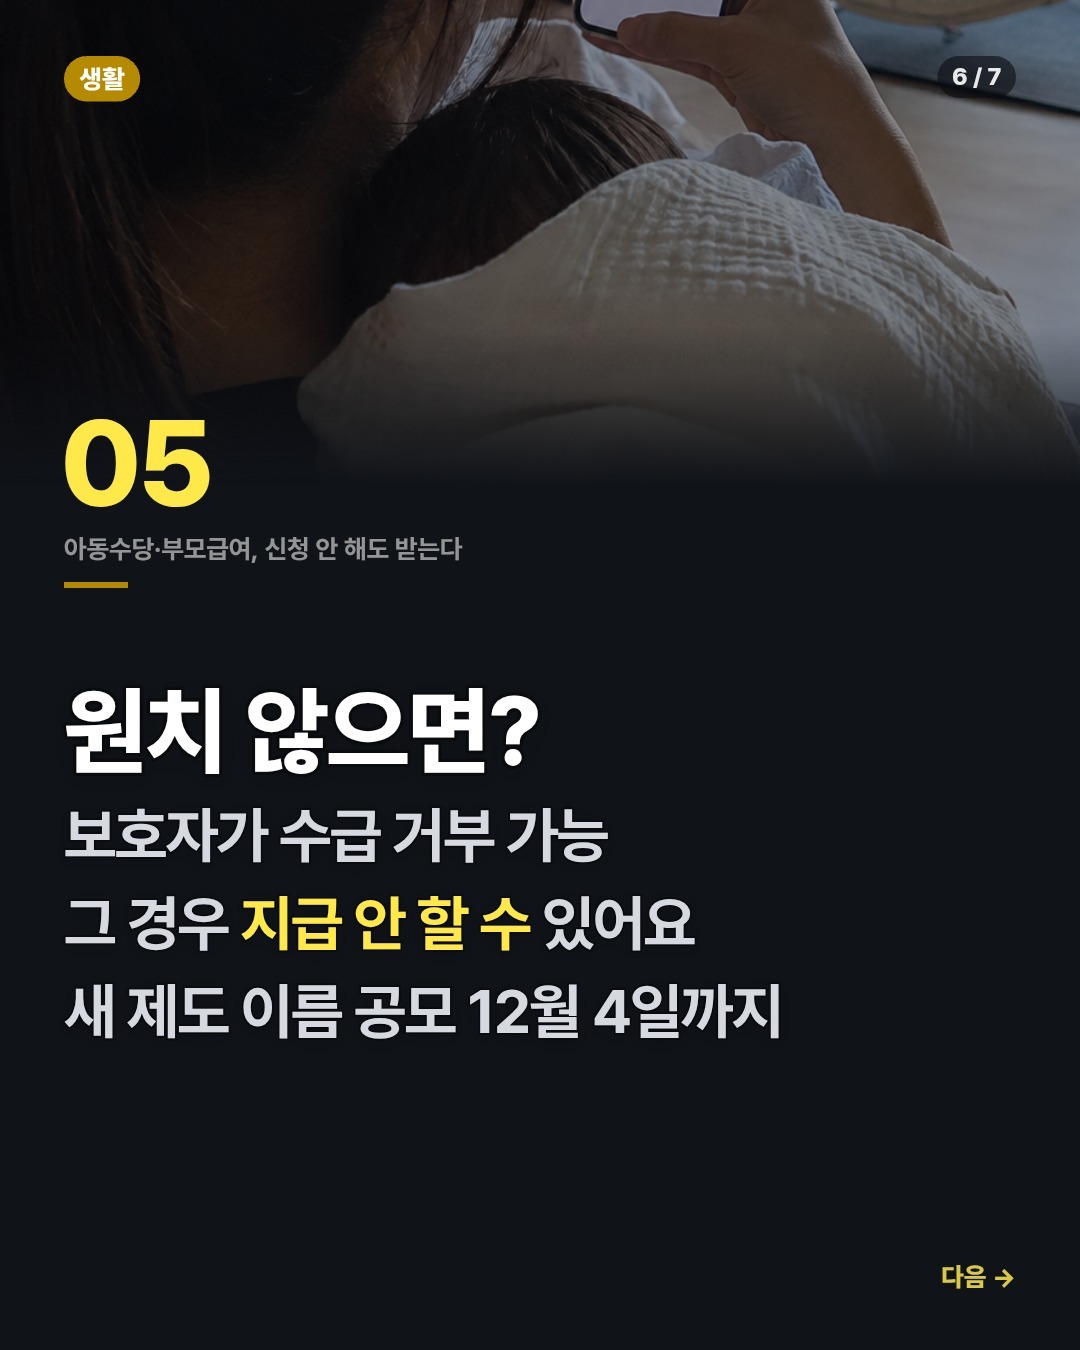 생활
6 / 7
05
아동수당·부모급여, 신청 안 해도 받는다
원치 않으면?
보호자가 수급 거부 가능
그 경우 지급 안 할 수 있어요
새 제도 이름 공모 12월 4일까지
다음 →